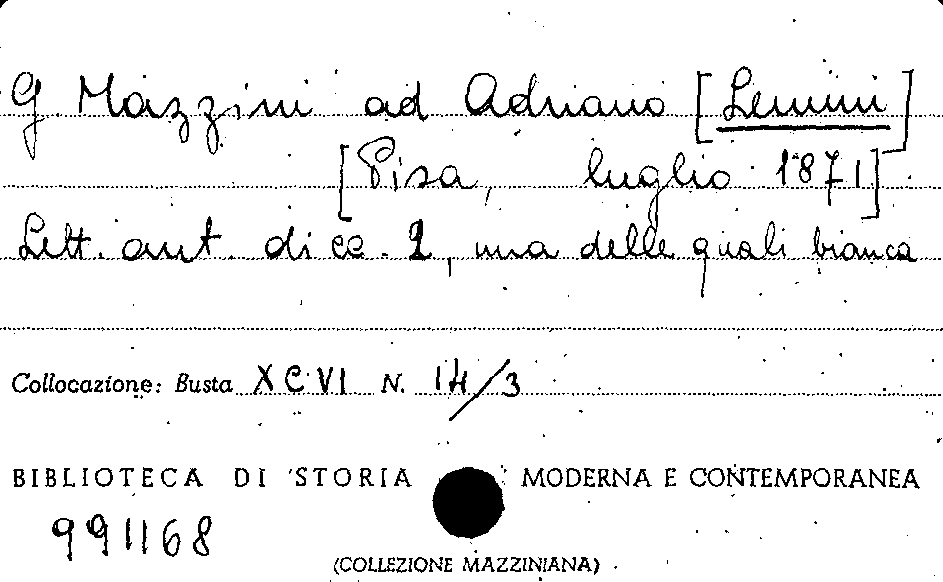 G. Mazzini ad Adriano [Lemmi]
[Pisa, luglio 1871]
Lett. aut. di cc. 2, una delle quali bianca
Collocazione: Busta XCVI N. 14/3
BIBLIOTECA DI STORIA MODERNA E CONTEMPORANEA
991168
(COLLEZIONE MAZZINIANA)